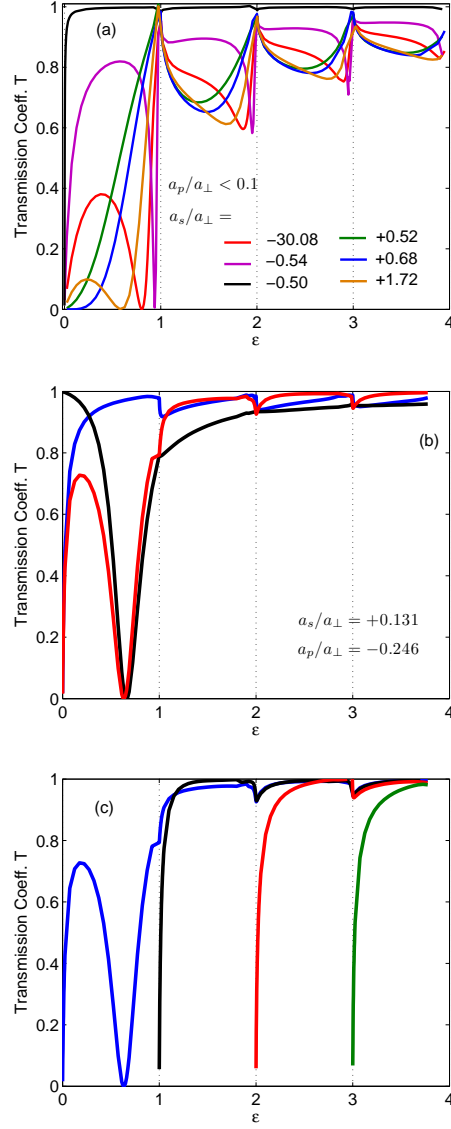 (a)
Transmission Coeff. T
1
0.8
0.6
0.4
0.2
0
a_p/a_⊥ < 0.1
a_s/a_⊥ =
−30.08
−0.54
−0.50
+0.52
+0.68
+1.72
0 1 2 3 4
ε
(b)
Transmission Coeff. T
1
0.8
0.6
0.4
0.2
0
a_s/a_⊥ = +0.131
a_p/a_⊥ = −0.246
0 1 2 3 4
ε
(c)
Transmission Coeff. T
1
0.8
0.6
0.4
0.2
0
0 1 2 3 4
ε